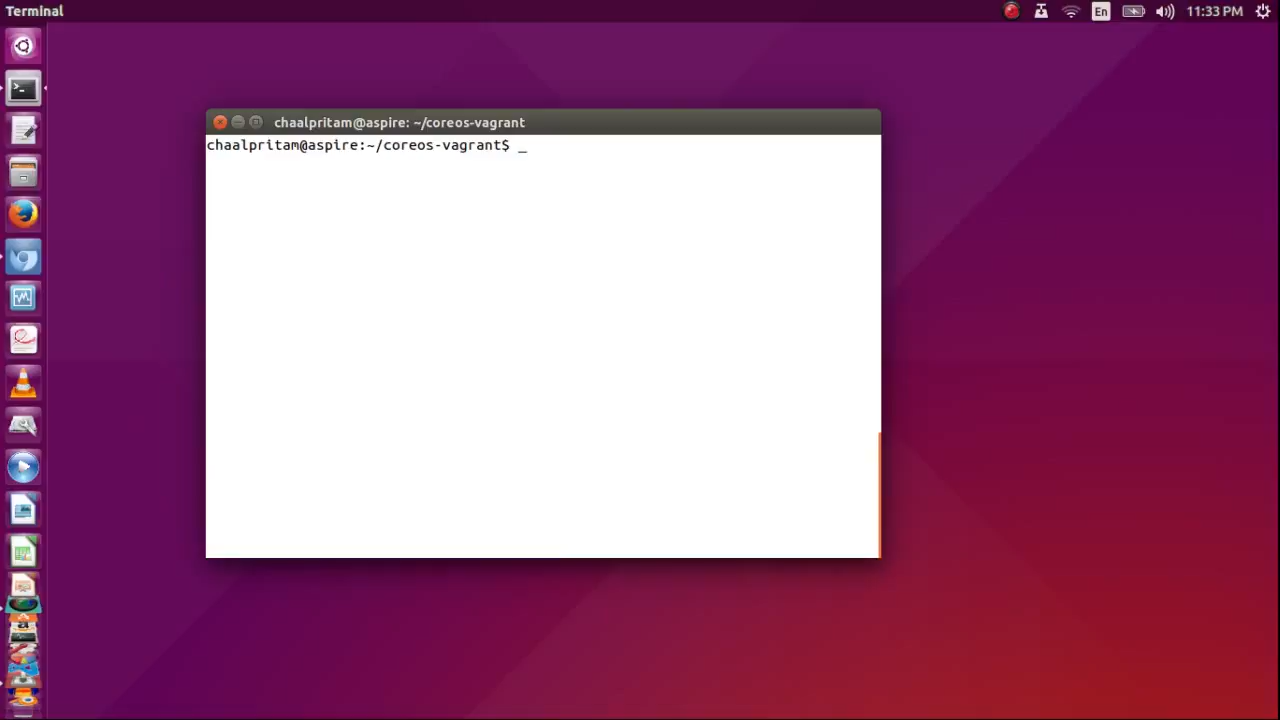 Terminal
En
11:33 PM
chaalpritam@aspire: ~/coreos-vagrant
chaalpritam@aspire:~/coreos-vagrant$ _